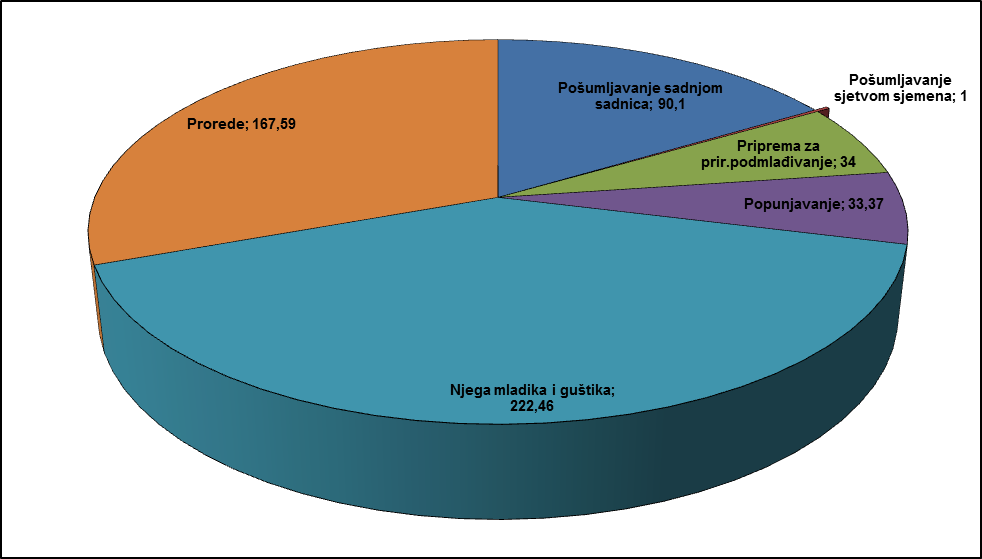 Pošumljavanje sadnjom
sadnica; 90,1
Pošumljavanje
sjetvom sjemena; 1
Priprema za
prir.podmlađivanje; 34
Popunjavanje; 33,37
Njega mladika i guštika;
222,46
Prorede; 167,59